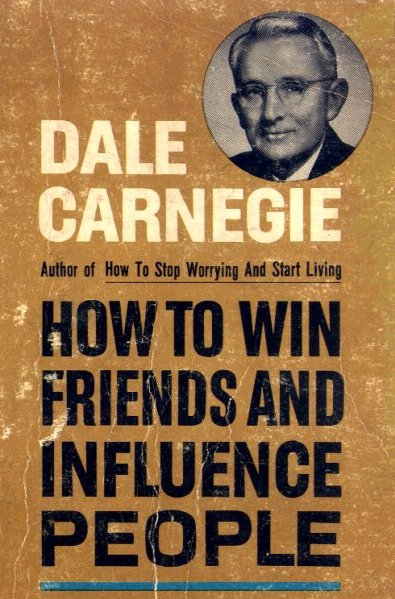 DALE
CARNEGIE
Author of How To Stop Worrying And Start Living
HOW TO WIN
FRIENDS AND
INFLUENCE
PEOPLE